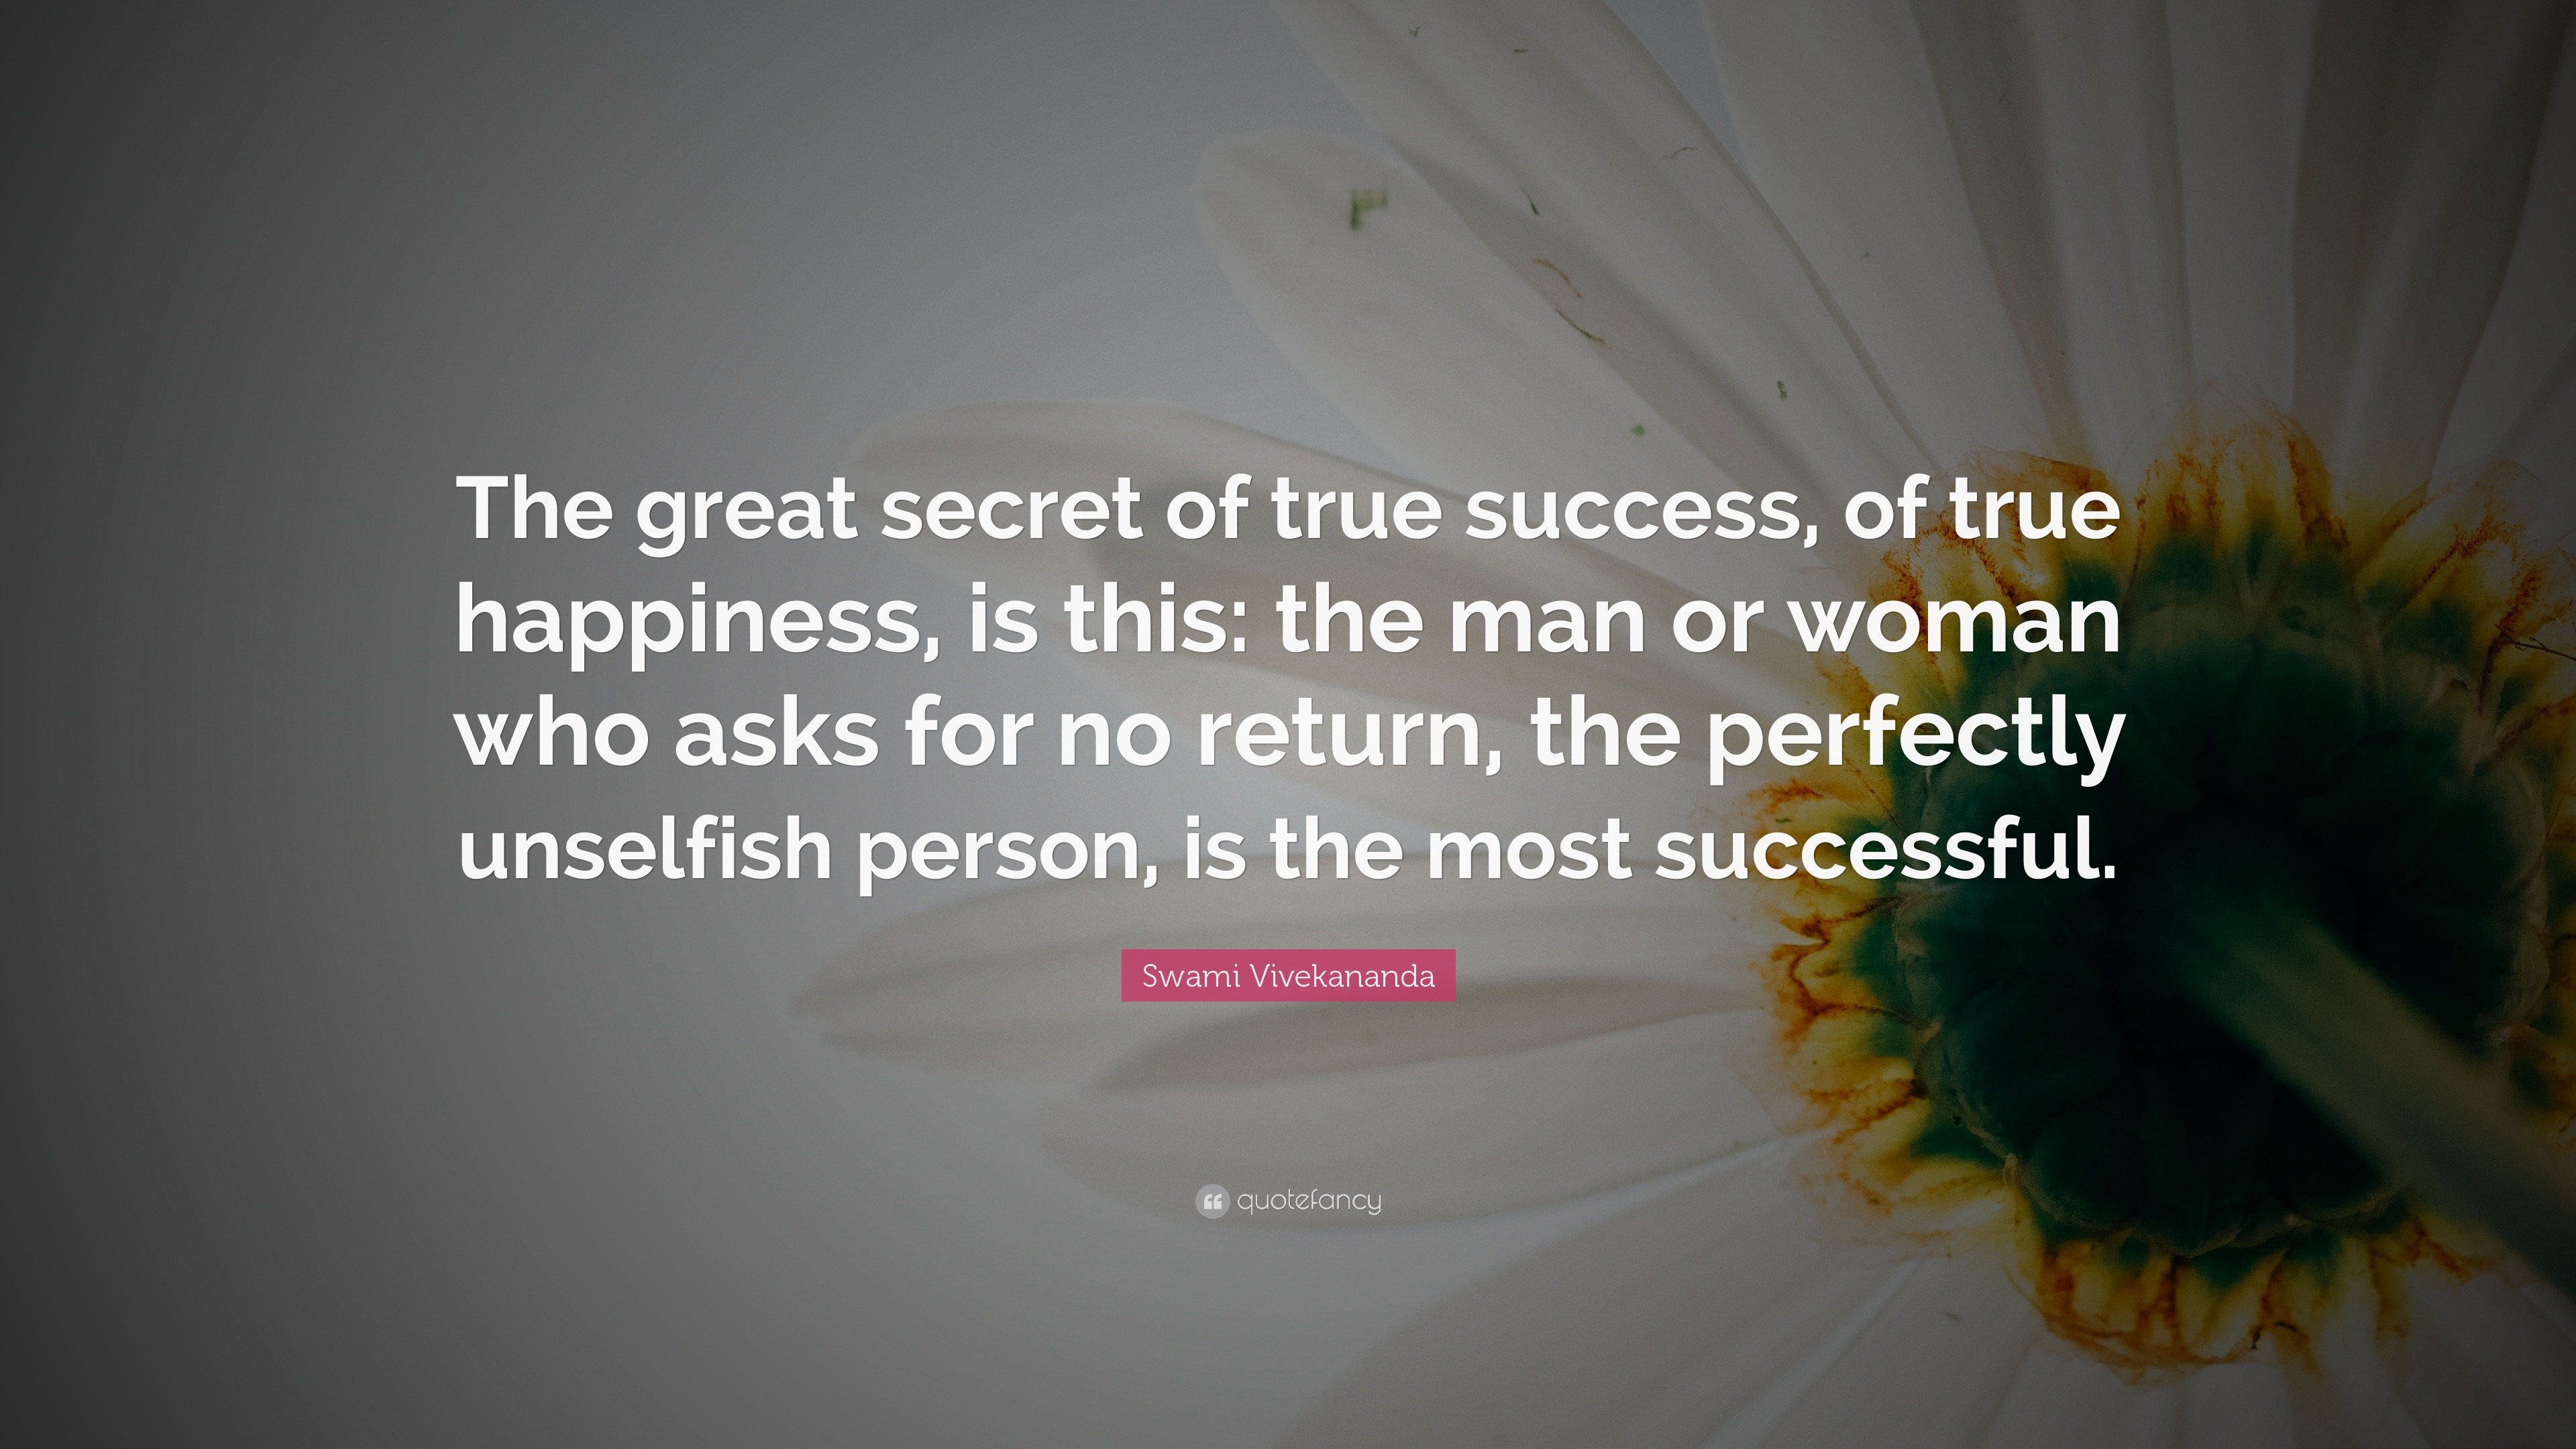 The great secret of true success, of true
happiness, is this: the man or woman
who asks for no return, the perfectly
unselfish person, is the most successful.
Swami Vivekananda
quotefancy